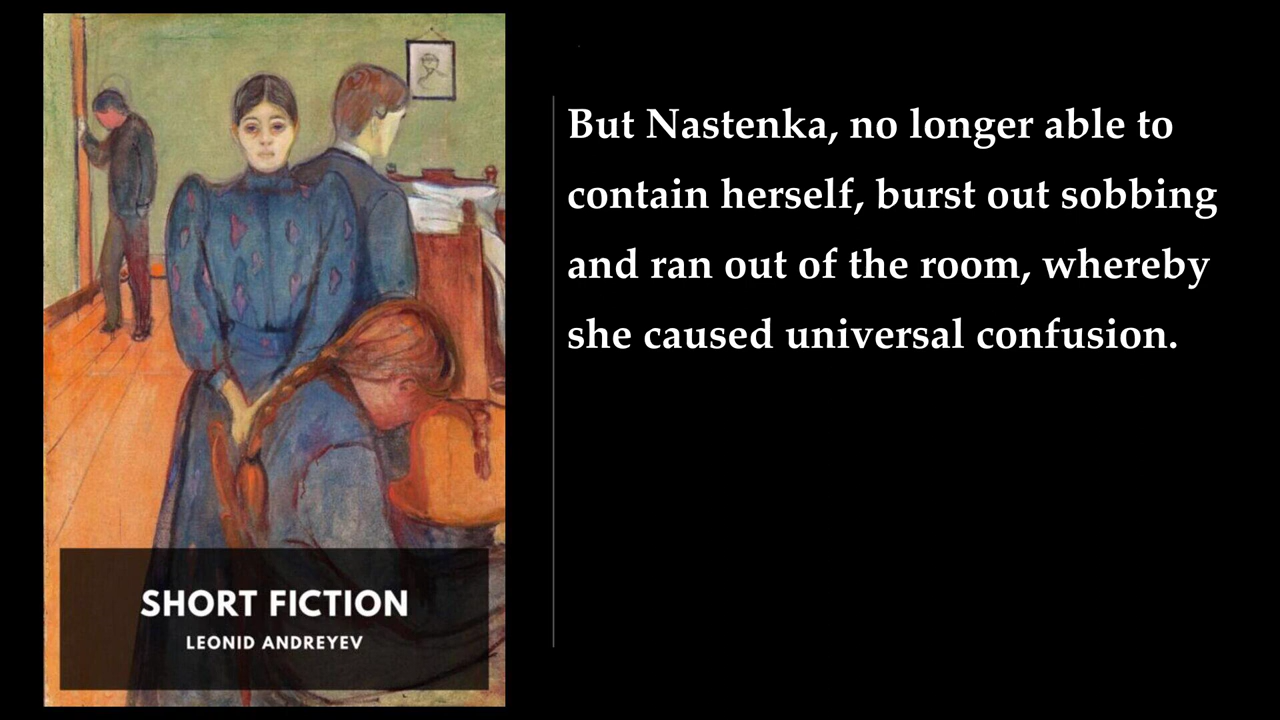 But Nastenka, no longer able to
contain herself, burst out sobbing
and ran out of the room, whereby
she caused universal confusion.
SHORT FICTION
LEONID ANDREYEV